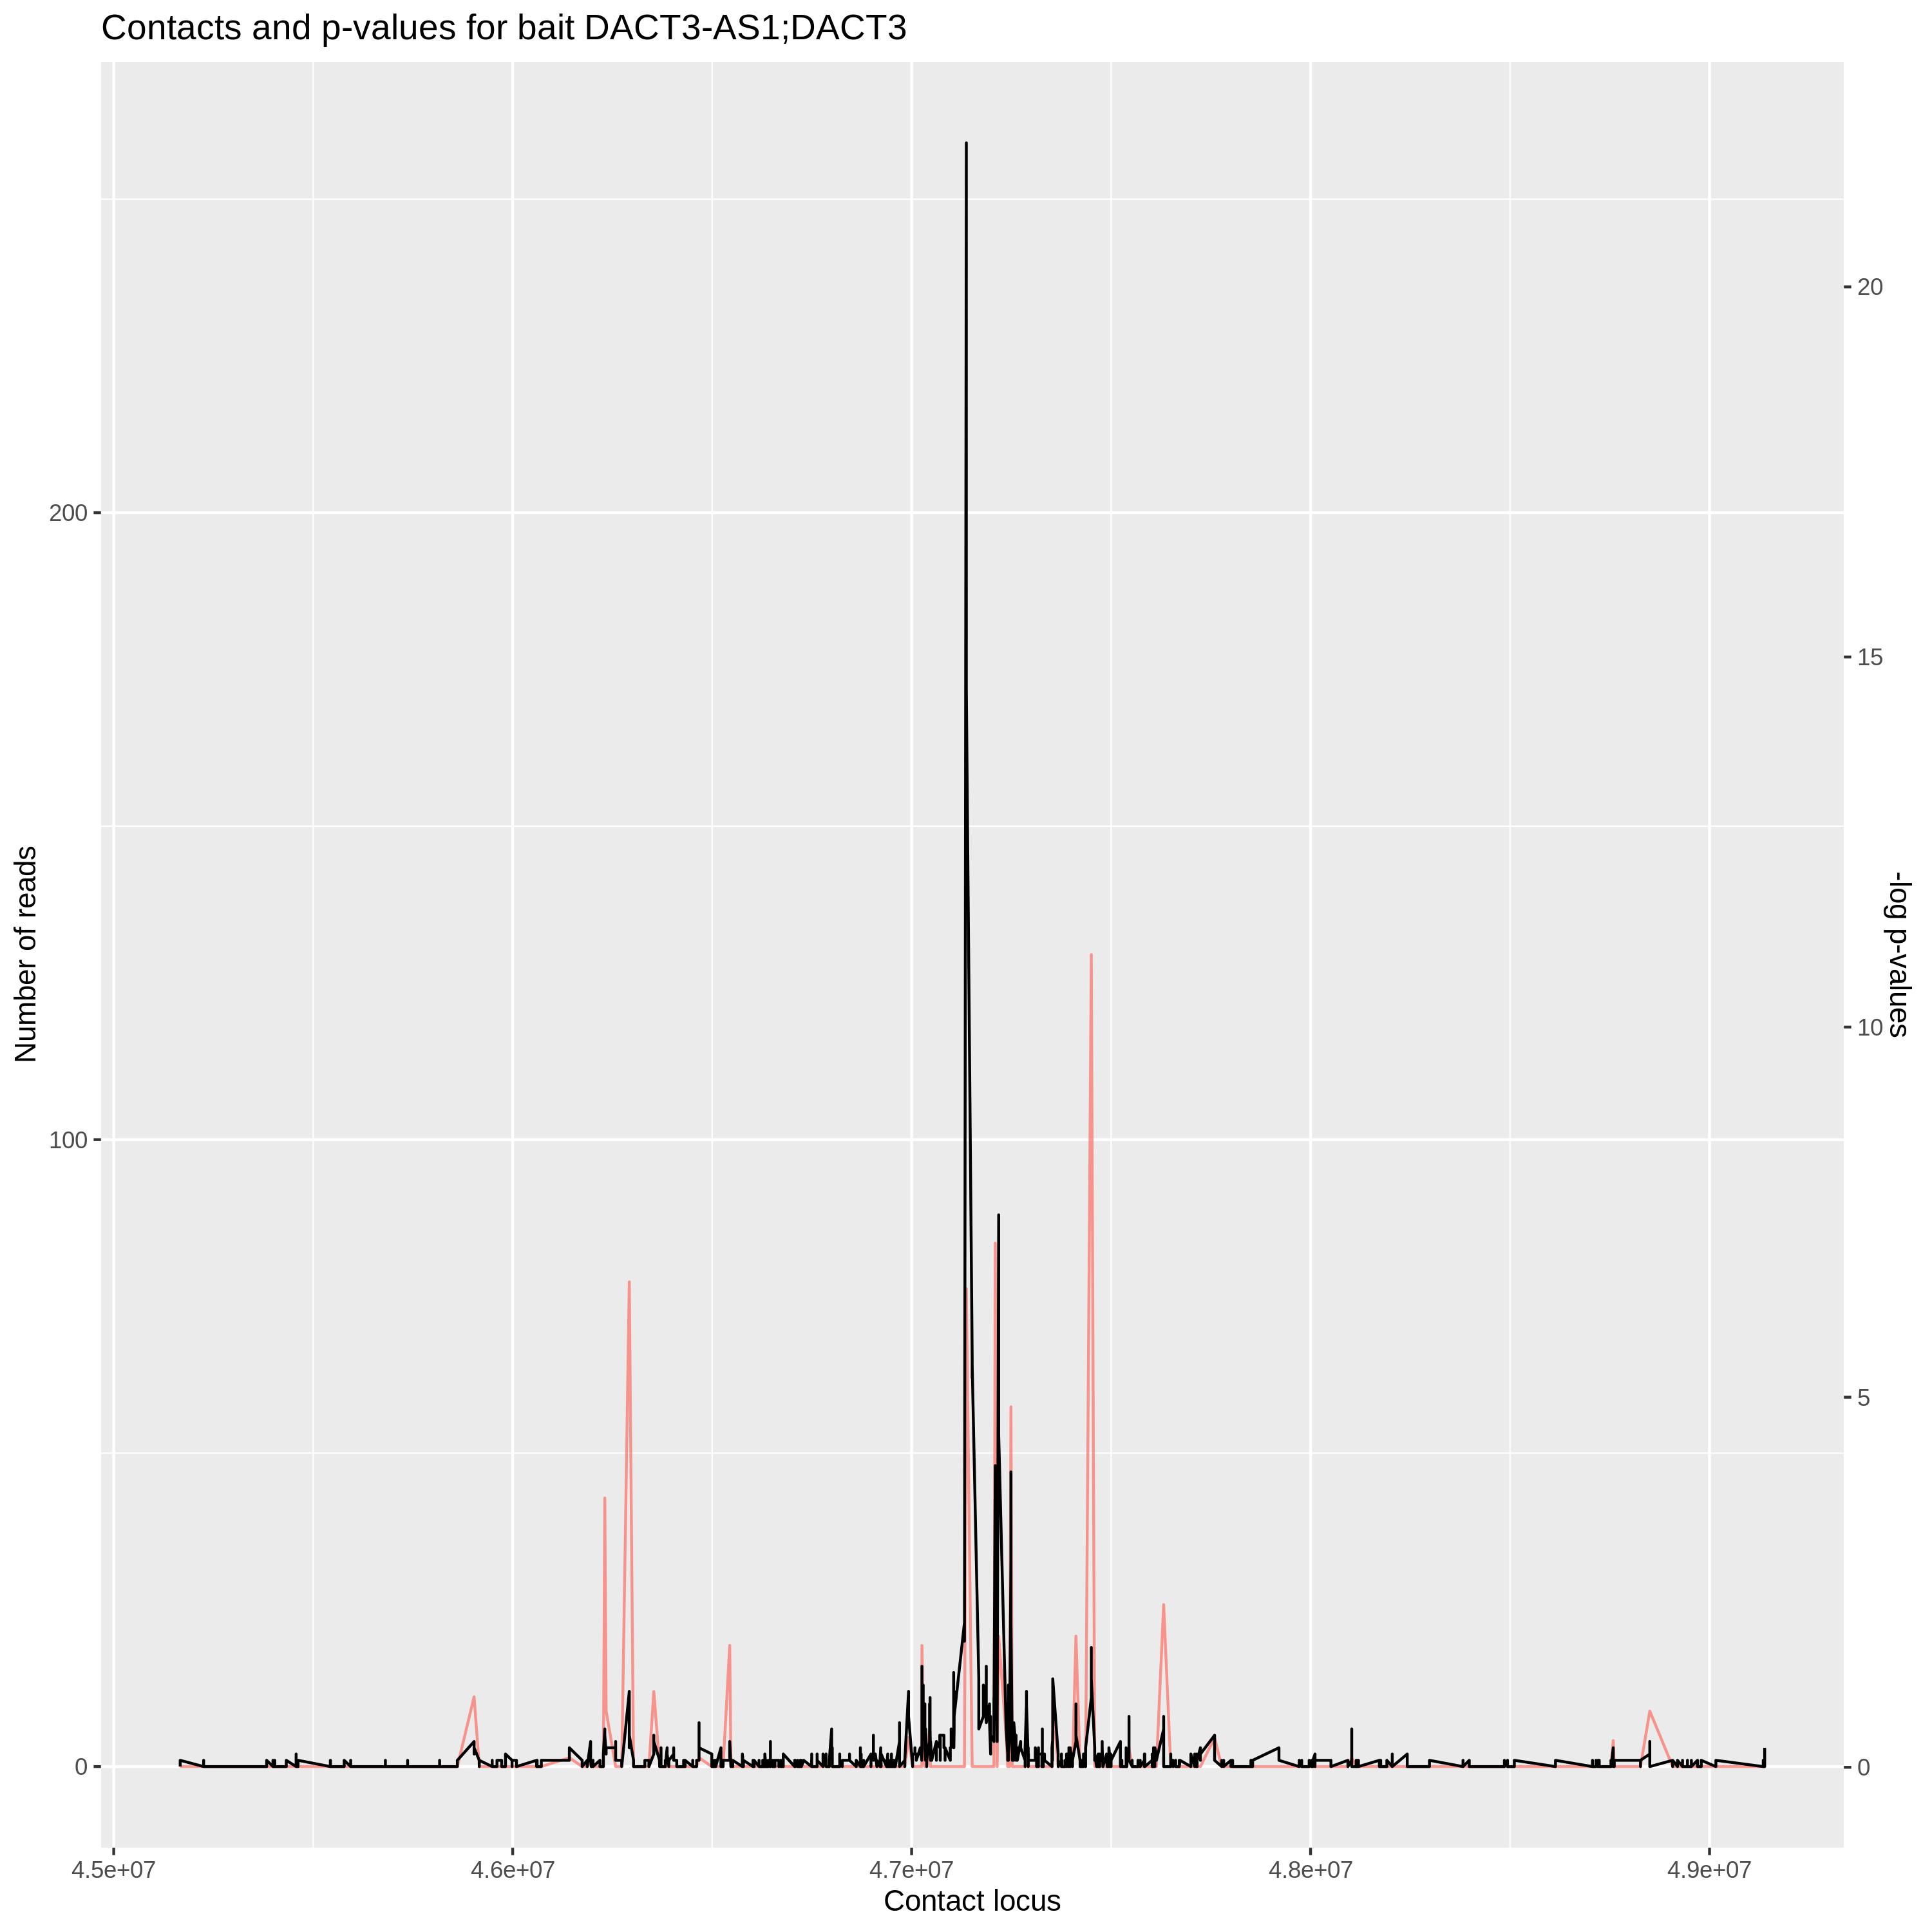 Contacts and p-values for bait DACT3-AS1;DACT3
Number of reads
200
100
0
20
15
10
5
0
-log p-values
4.5e+07 4.6e+07 4.7e+07 4.8e+07 4.9e+07
Contact locus